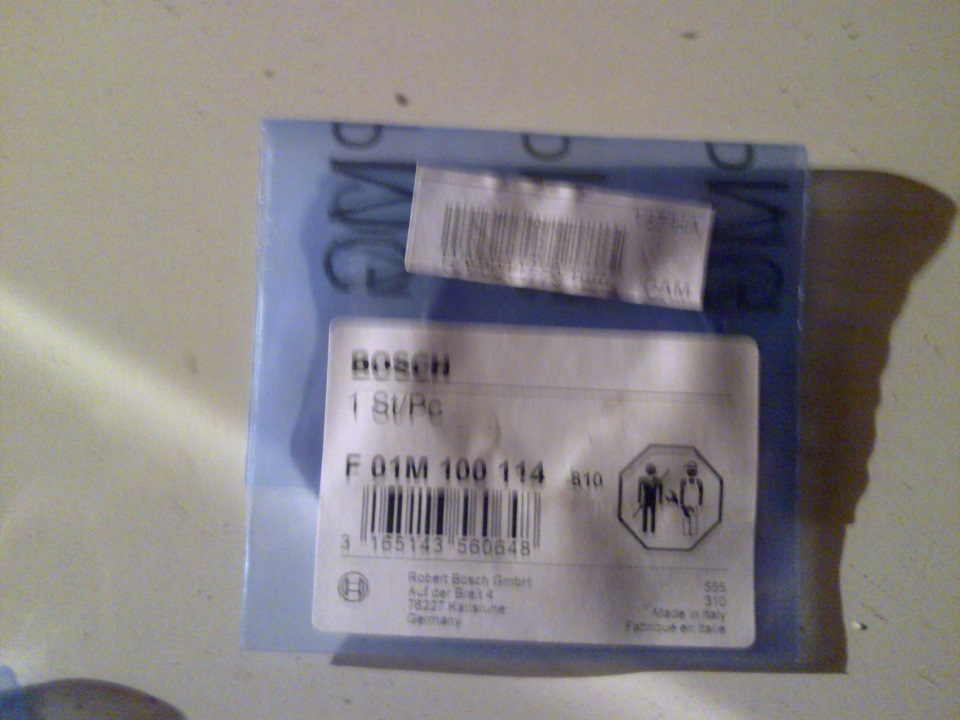 BOSCH
1 St/Pc
F 01M 100 114 810
3 165143 560648
Robert Bosch GmbH
Auf der Breit 4
76227 Karlsruhe
Germany
555
310
Made in Italy
Fabriqué en Italie